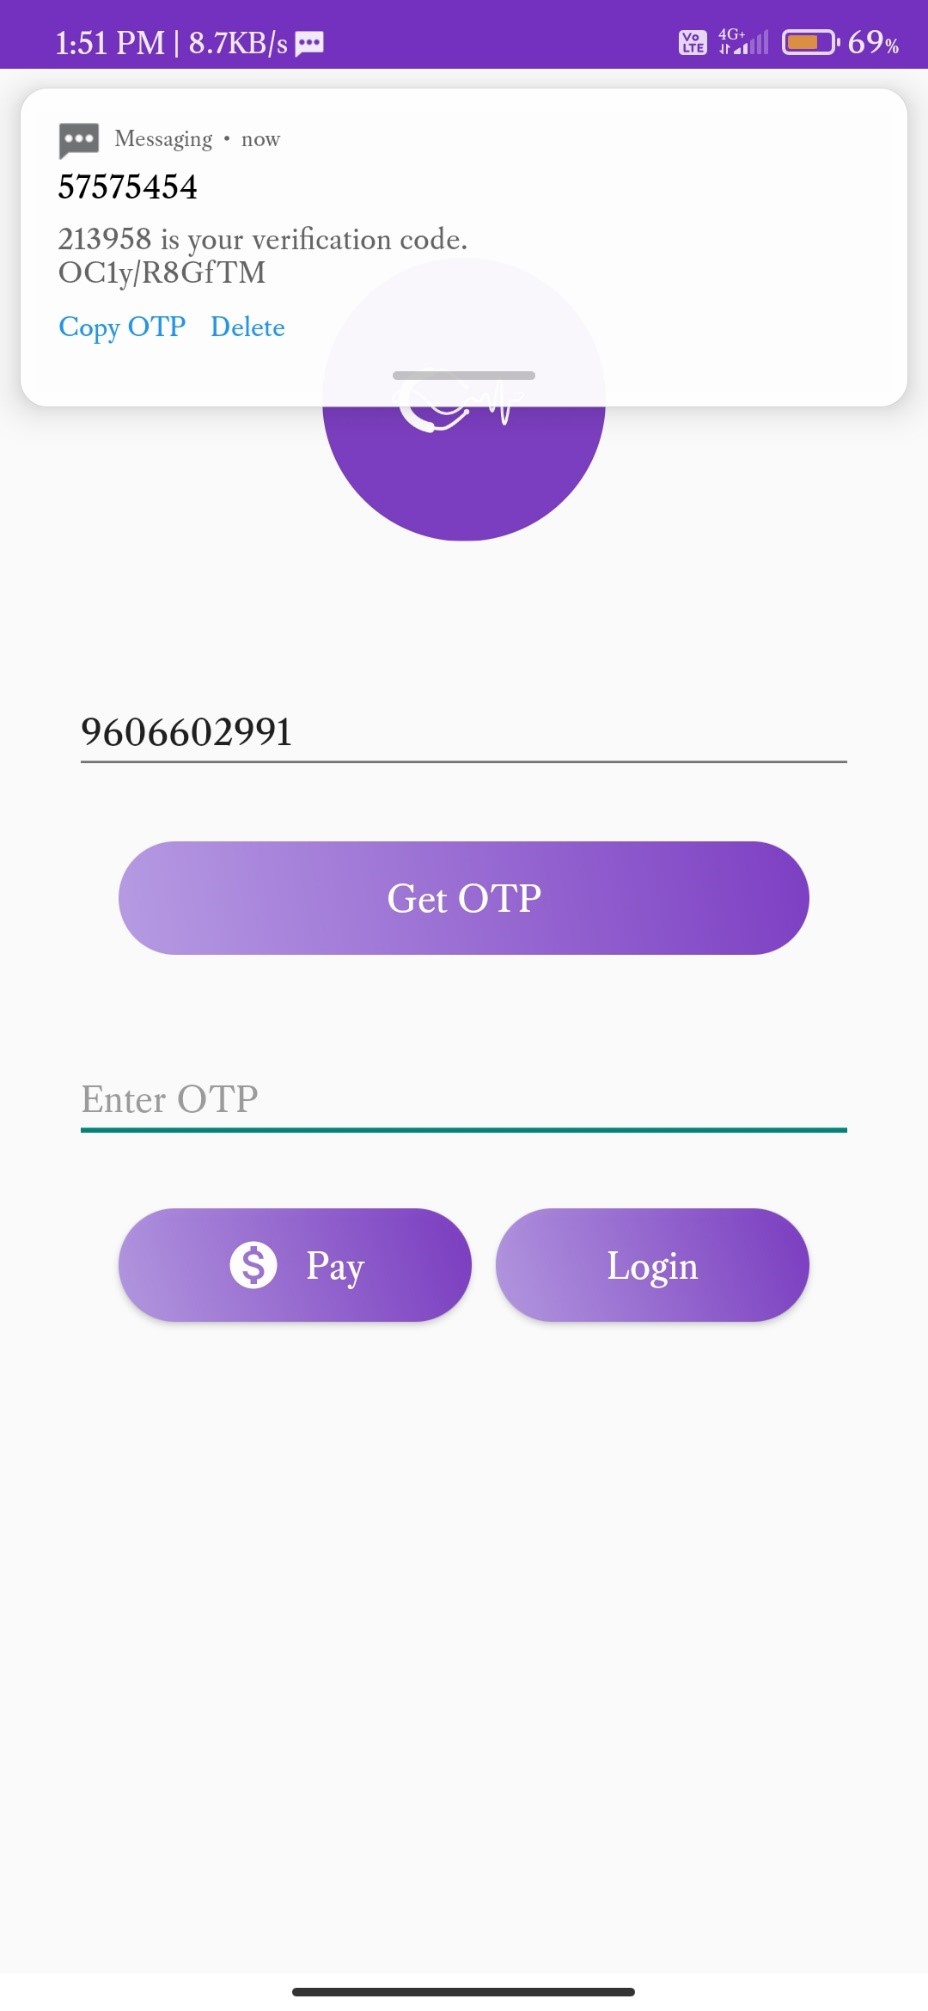 1:51 PM | 8.7KB/s
Vo LTE 4G+ 69%
Messaging • now
57575454
213958 is your verification code.
OC1y/R8GfTM
Copy OTP Delete
9606602991
Get OTP
Enter OTP
$ Pay Login